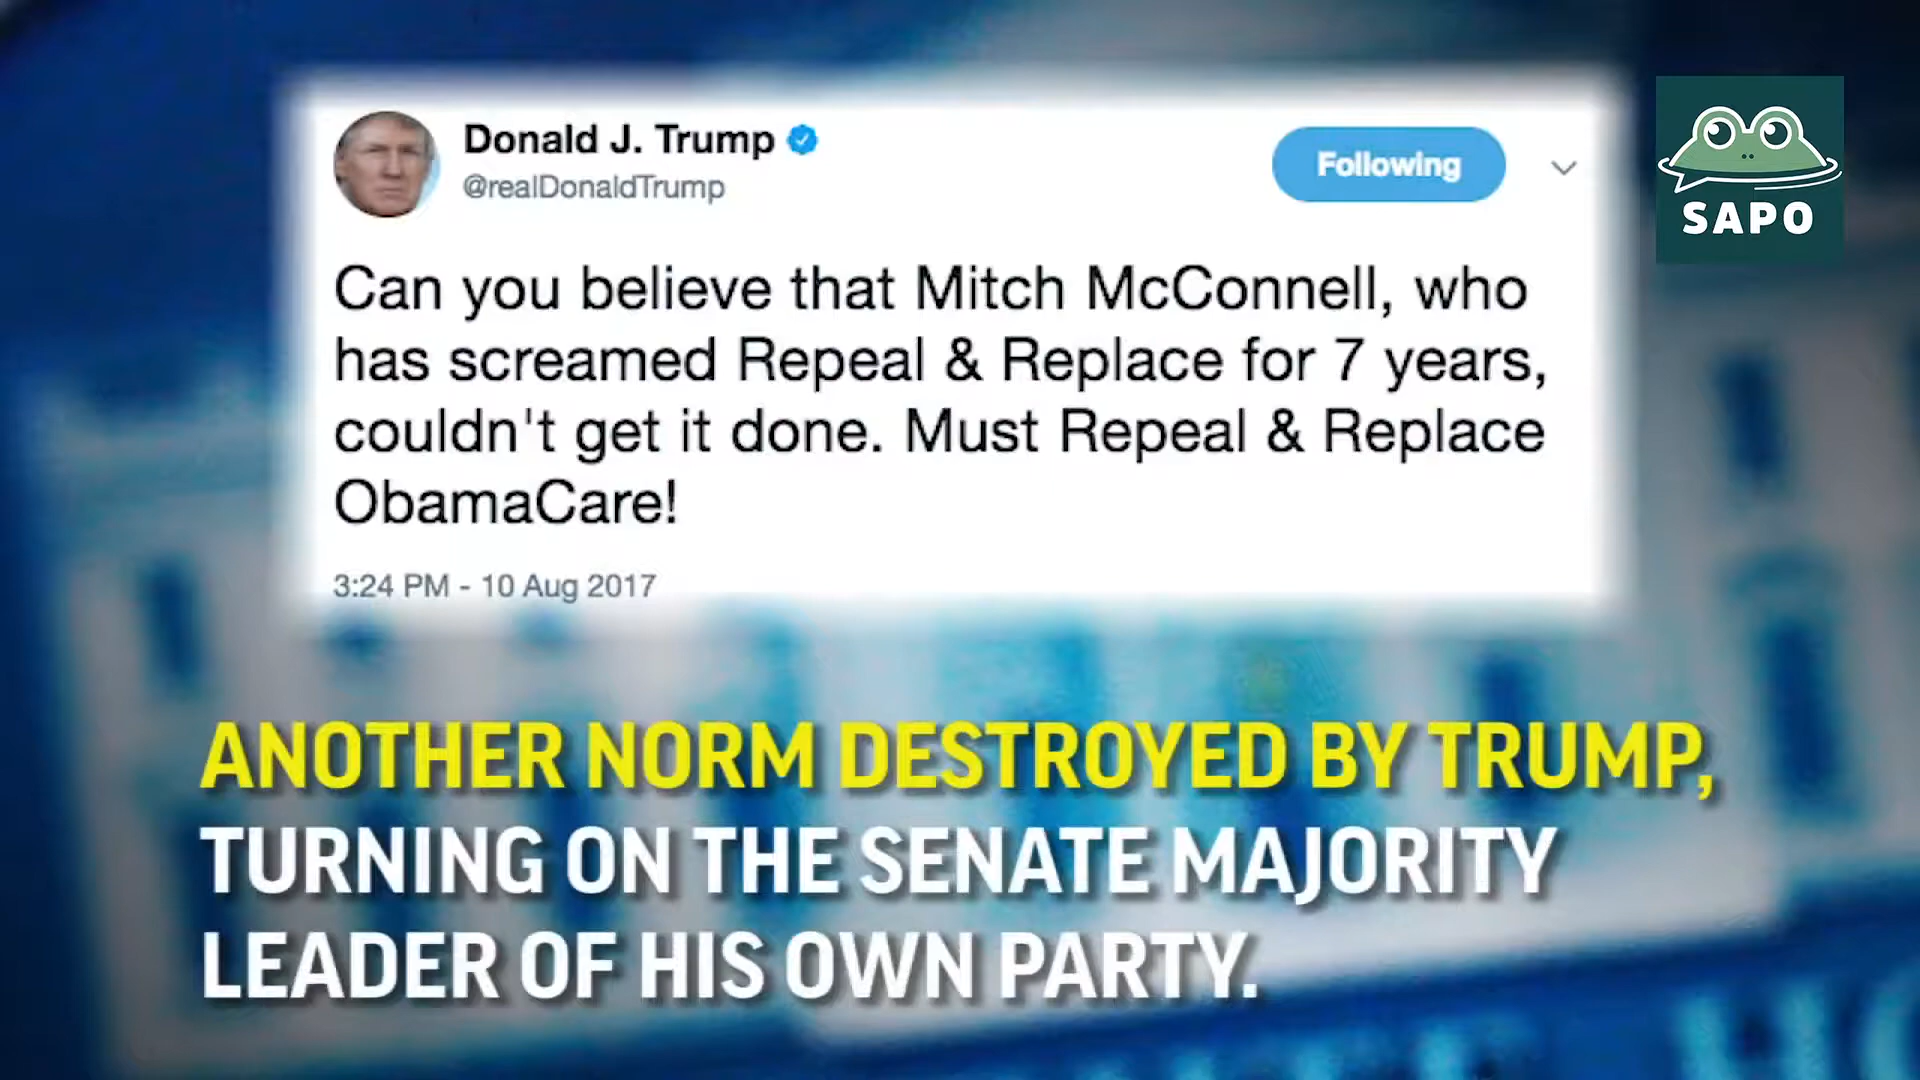 Donald J. Trump
@realDonaldTrump
Following
SAPO
Can you believe that Mitch McConnell, who
has screamed Repeal & Replace for 7 years,
couldn't get it done. Must Repeal & Replace
ObamaCare!
3:24 PM - 10 Aug 2017
ANOTHER NORM DESTROYED BY TRUMP,
TURNING ON THE SENATE MAJORITY
LEADER OF HIS OWN PARTY.